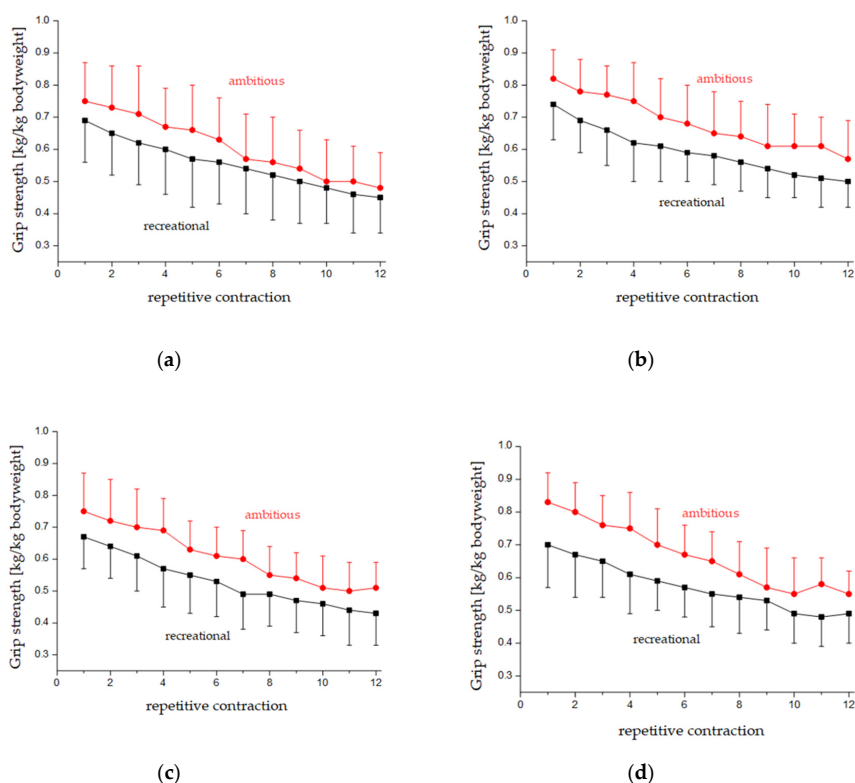 Grip strength [kg/kg bodyweight]
1.0
0.9
0.8
0.7
0.6
0.5
0.4
0.3
ambitious
recreational
0 2 4 6 8 10 12
repetitive contraction
(a)
Grip strength [kg/kg bodyweight]
1.0
0.9
0.8
0.7
0.6
0.5
0.4
0.3
ambitious
recreational
0 2 4 6 8 10 12
repetitive contraction
(b)
Grip strength [kg/kg bodyweight]
1.0
0.9
0.8
0.7
0.6
0.5
0.4
0.3
ambitious
recreational
0 2 4 6 8 10 12
repetitive contraction
(c)
Grip strength [kg/kg bodyweight]
1.0
0.9
0.8
0.7
0.6
0.5
0.4
0.3
ambitious
recreational
0 2 4 6 8 10 12
repetitive contraction
(d)